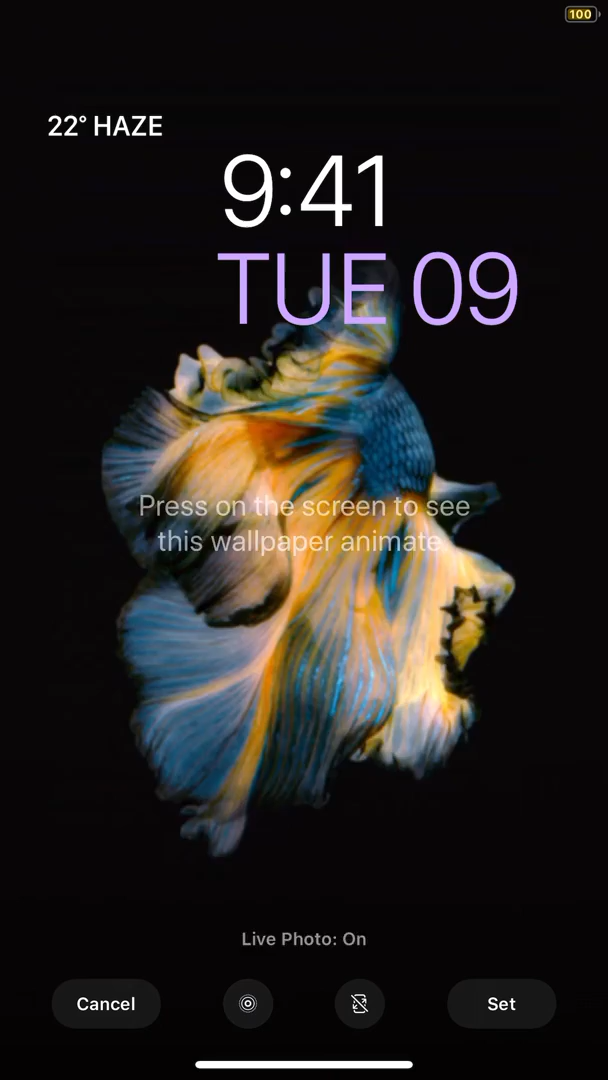 100
22° HAZE
9:41
TUE 09
Press on the screen to see
this wallpaper animate
Live Photo: On
Cancel
Set